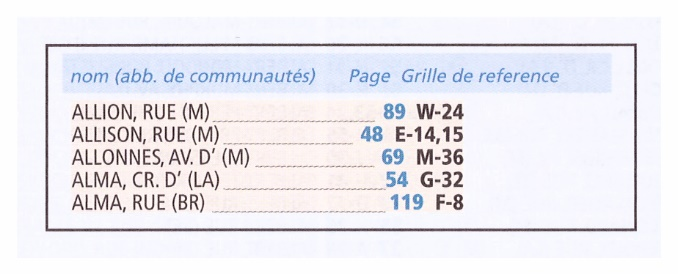 nom (abb. de communautés) Page Grille de reference
ALLION, RUE (M) 89 W-24
ALLISON, RUE (M) 48 E-14,15
ALLONNES, AV. D' (M) 69 M-36
ALMA, CR. D' (LA) 54 G-32
ALMA, RUE (BR) 119 F-8